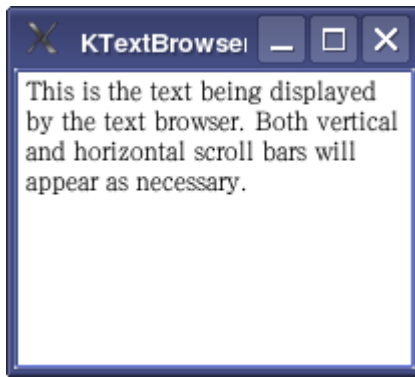 KTextBrowser
This is the text being displayed
by the text browser. Both vertical
and horizontal scroll bars will
appear as necessary.